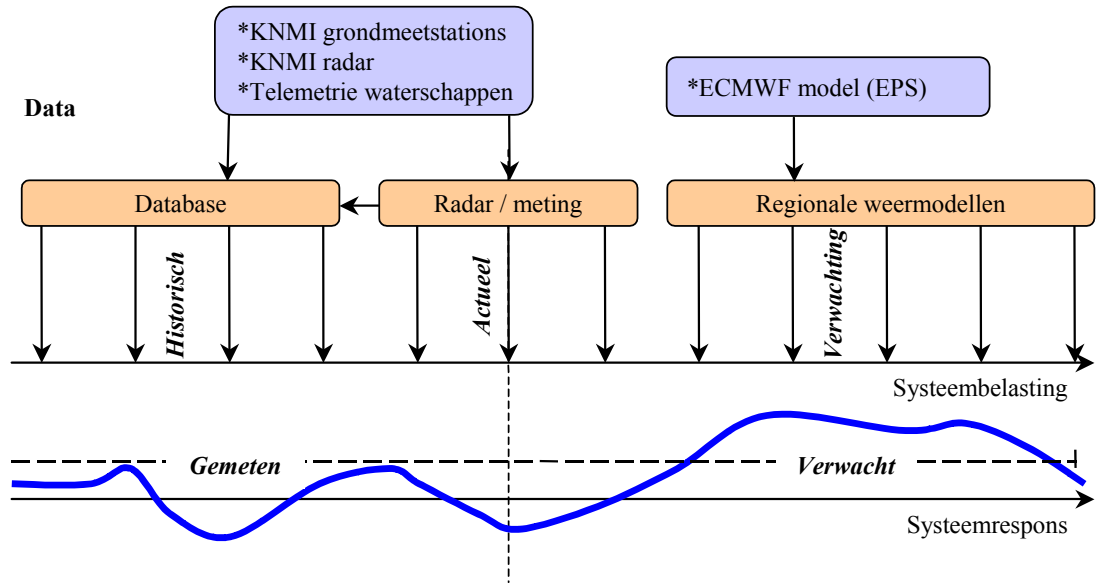 *KNMI grondmeetstations
*KNMI radar
*Telemetrie waterschappen
*ECMWF model (EPS)
Data
Database
Radar / meting
Regionale weermodellen
Historisch
Actueel
Verwachting
Systeembelasting
Gemeten
Verwacht
Systeemrespons